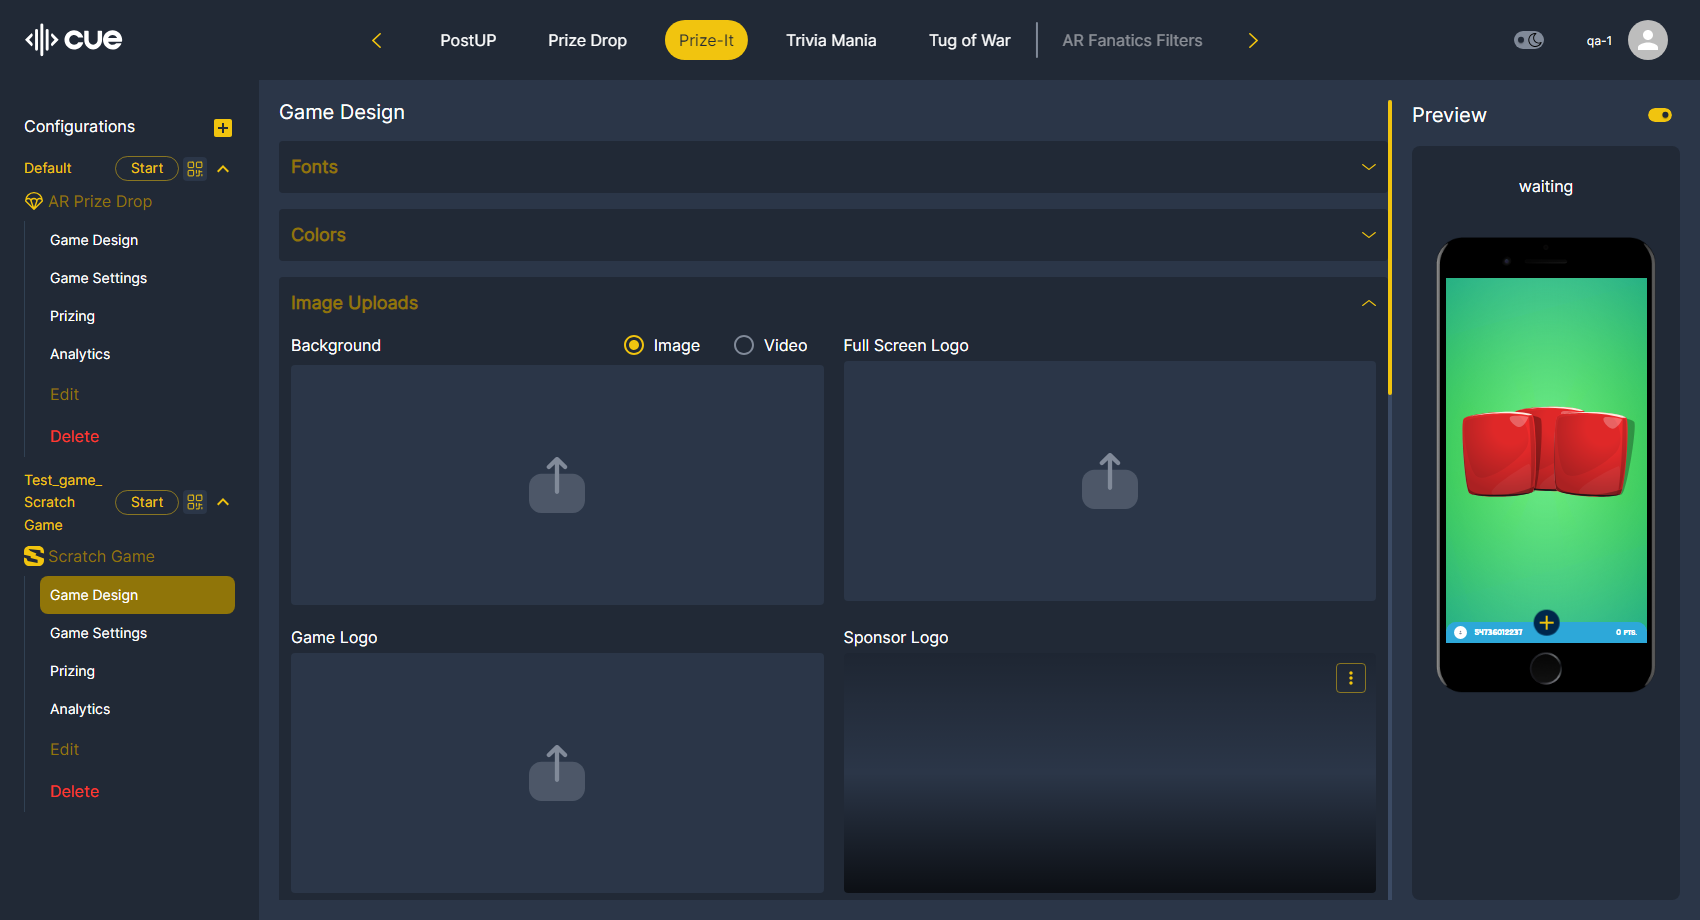 cue
PostUP
Prize Drop
Prize-It
Trivia Mania
Tug of War
AR Fanatics Filters
qa-1
Configurations
Default
Start
AR Prize Drop
Game Design
Game Settings
Prizing
Analytics
Edit
Delete
Test_game_
Scratch
Game
Start
Scratch Game
Game Design
Game Settings
Prizing
Analytics
Edit
Delete
Game Design
Fonts
Colors
Image Uploads
Background
Image
Video
Full Screen Logo
Game Logo
Sponsor Logo
Preview
waiting
54736012237
0 PTS.